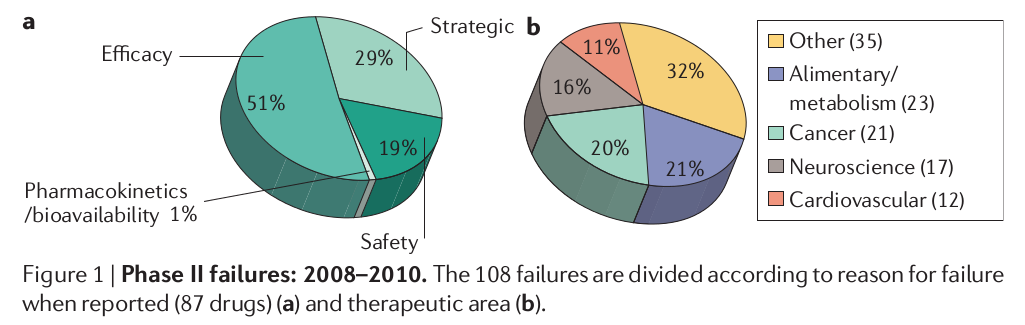 a
Efficacy
Strategic
29%
51%
19%
Pharmacokinetics
/bioavailability 1%
Safety
b
11%
32%
16%
20%
21%
Other (35)
Alimentary/
metabolism (23)
Cancer (21)
Neuroscience (17)
Cardiovascular (12)
Figure 1 | Phase II failures: 2008–2010. The 108 failures are divided according to reason for failure
when reported (87 drugs) (a) and therapeutic area (b).